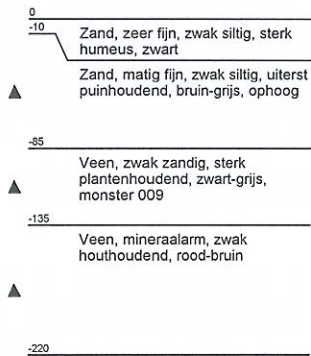 0
-10
Zand, zeer fijn, zwak siltig, sterk
humeus, zwart
Zand, matig fijn, zwak siltig, uiterst
puinhoudend, bruin-grijs, ophoog
-85
Veen, zwak zandig, sterk
plantenhoudend, zwart-grijs,
monster 009
-135
Veen, mineraalarm, zwak
houthoudend, rood-bruin
-220